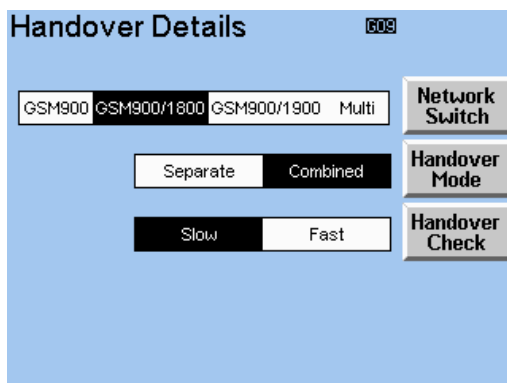 Handover Details G09
GSM900 GSM900/1800 GSM900/1900 Multi
Network
Switch
Separate Combined
Handover
Mode
Slow Fast
Handover
Check